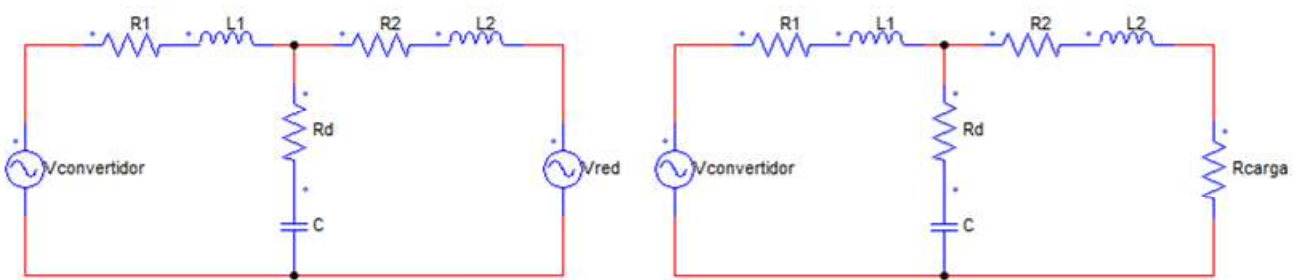 R1 L1 R2 L2
Rd
Vconvertidor Vred
C
R1 L1 R2 L2
Rd
Vconvertidor Rcarga
C